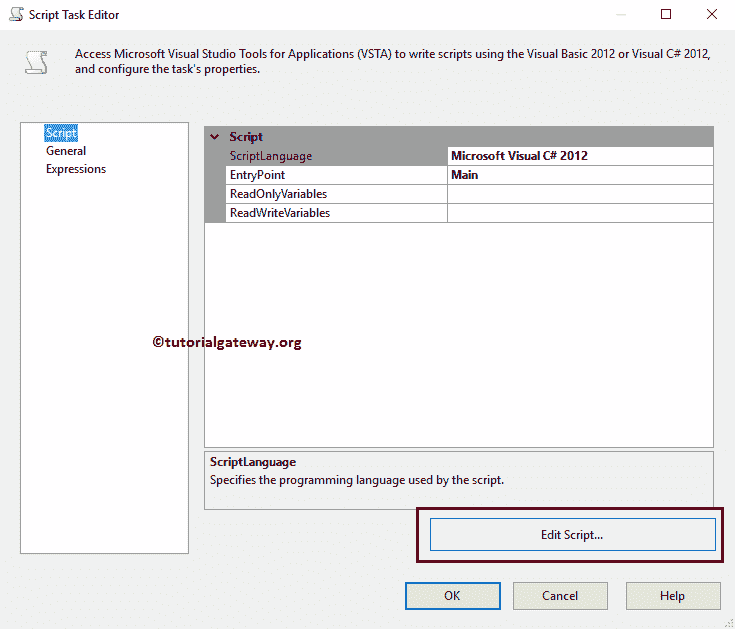 Script Task Editor
Access Microsoft Visual Studio Tools for Applications (VSTA) to write scripts using the Visual Basic 2012 or Visual C# 2012,
and configure the task's properties.
Script
General
Expressions
Script
ScriptLanguage Microsoft Visual C# 2012
EntryPoint Main
ReadOnlyVariables
ReadWriteVariables
©tutorialgateway.org
ScriptLanguage
Specifies the programming language used by the script.
Edit Script...
OK Cancel Help